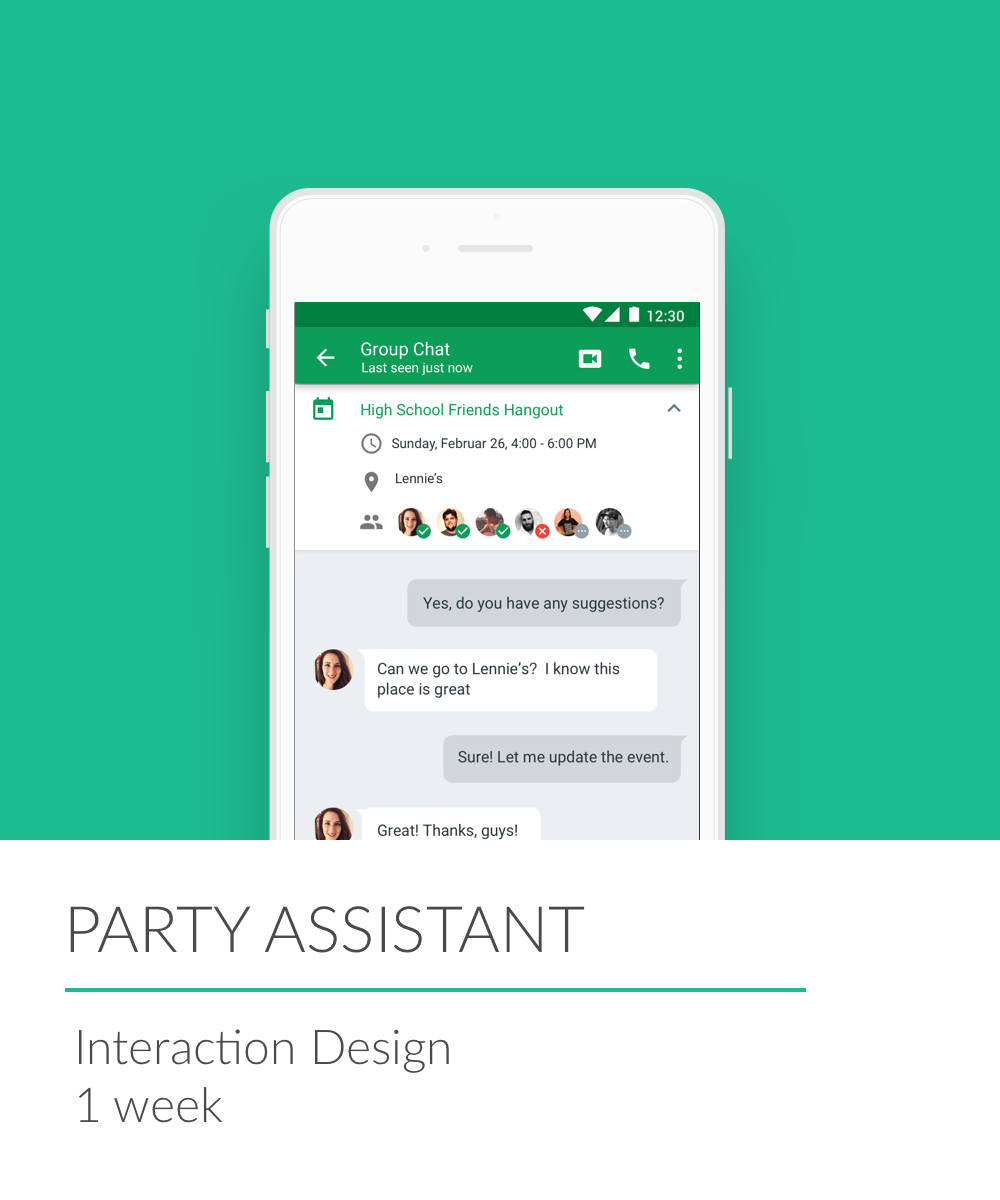 12:30
Group Chat
Last seen just now
High School Friends Hangout
Sunday, Februar 26, 4:00 - 6:00 PM
Lennie’s
Yes, do you have any suggestions?
Can we go to Lennie’s?  I know this
place is great
Sure! Let me update the event.
Great! Thanks, guys!
PARTY ASSISTANT
Interaction Design
1 week